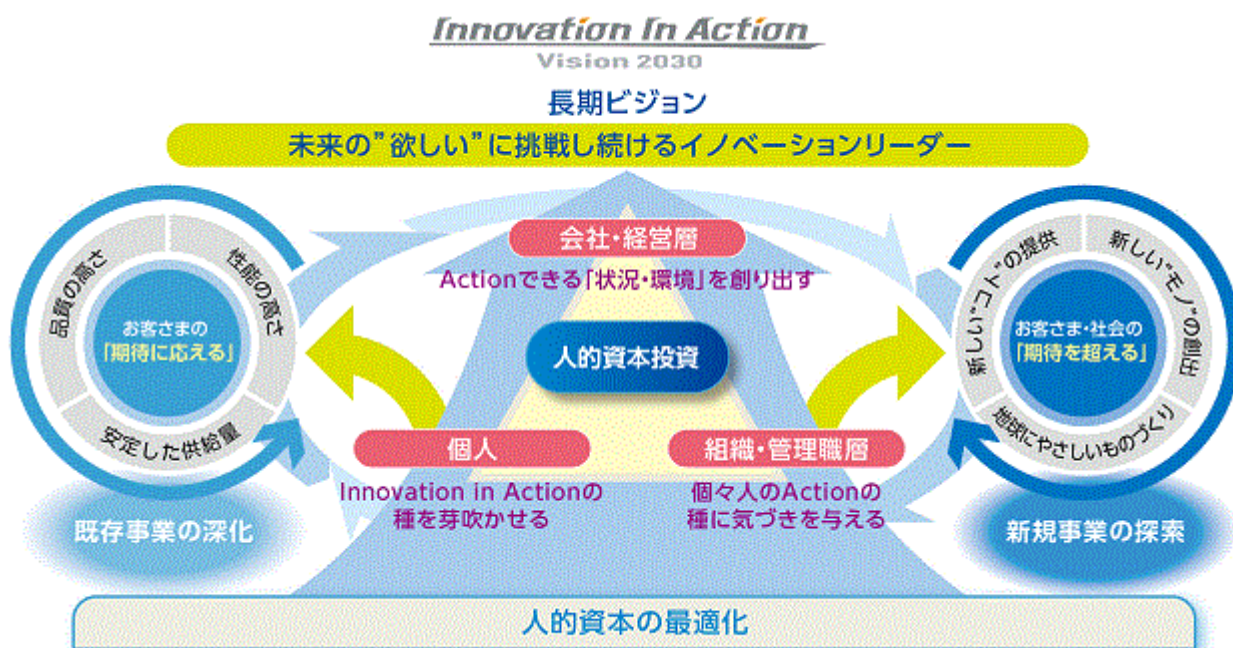 Innovation In Action
Vision 2030
長期ビジョン
未来の”欲しい”に挑戦し続けるイノベーションリーダー
会社・経営層
Actionできる「状況・環境」を創り出す
品質の高さ
性能の高さ
安定した供給量
お客さまの
「期待に応える」
既存事業の深化
人的資本投資
個人
Innovation in Actionの
種を芽吹かせる
組織・管理職層
個々人のActionの
種に気づきを与える
新しい“コト”の提供
新しい“モノ”の創出
地球にやさしいものづくり
お客さま・社会の
「期待を超える」
新規事業の探索
人的資本の最適化